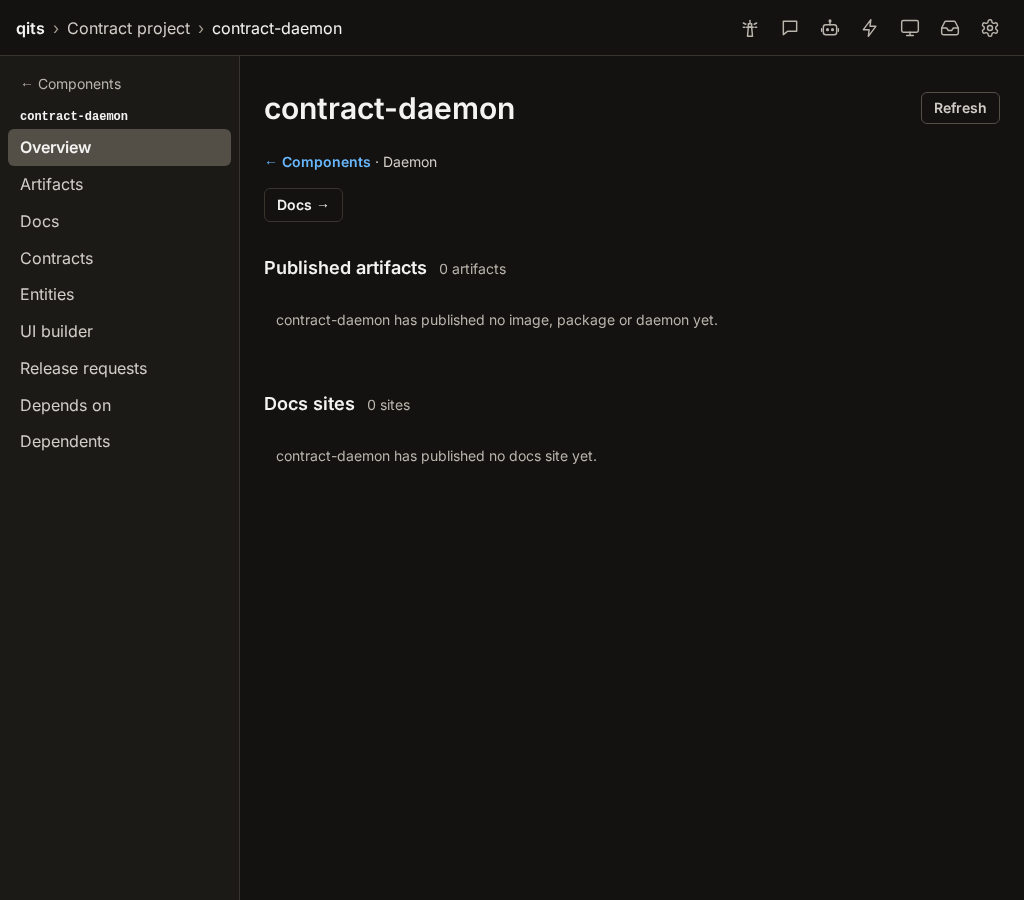 qits › Contract project › contract-daemon
← Components
contract-daemon
Overview
Artifacts
Docs
Contracts
Entities
UI builder
Release requests
Depends on
Dependents
contract-daemon
Refresh
← Components · Daemon
Docs →
Published artifacts 0 artifacts
contract-daemon has published no image, package or daemon yet.
Docs sites 0 sites
contract-daemon has published no docs site yet.